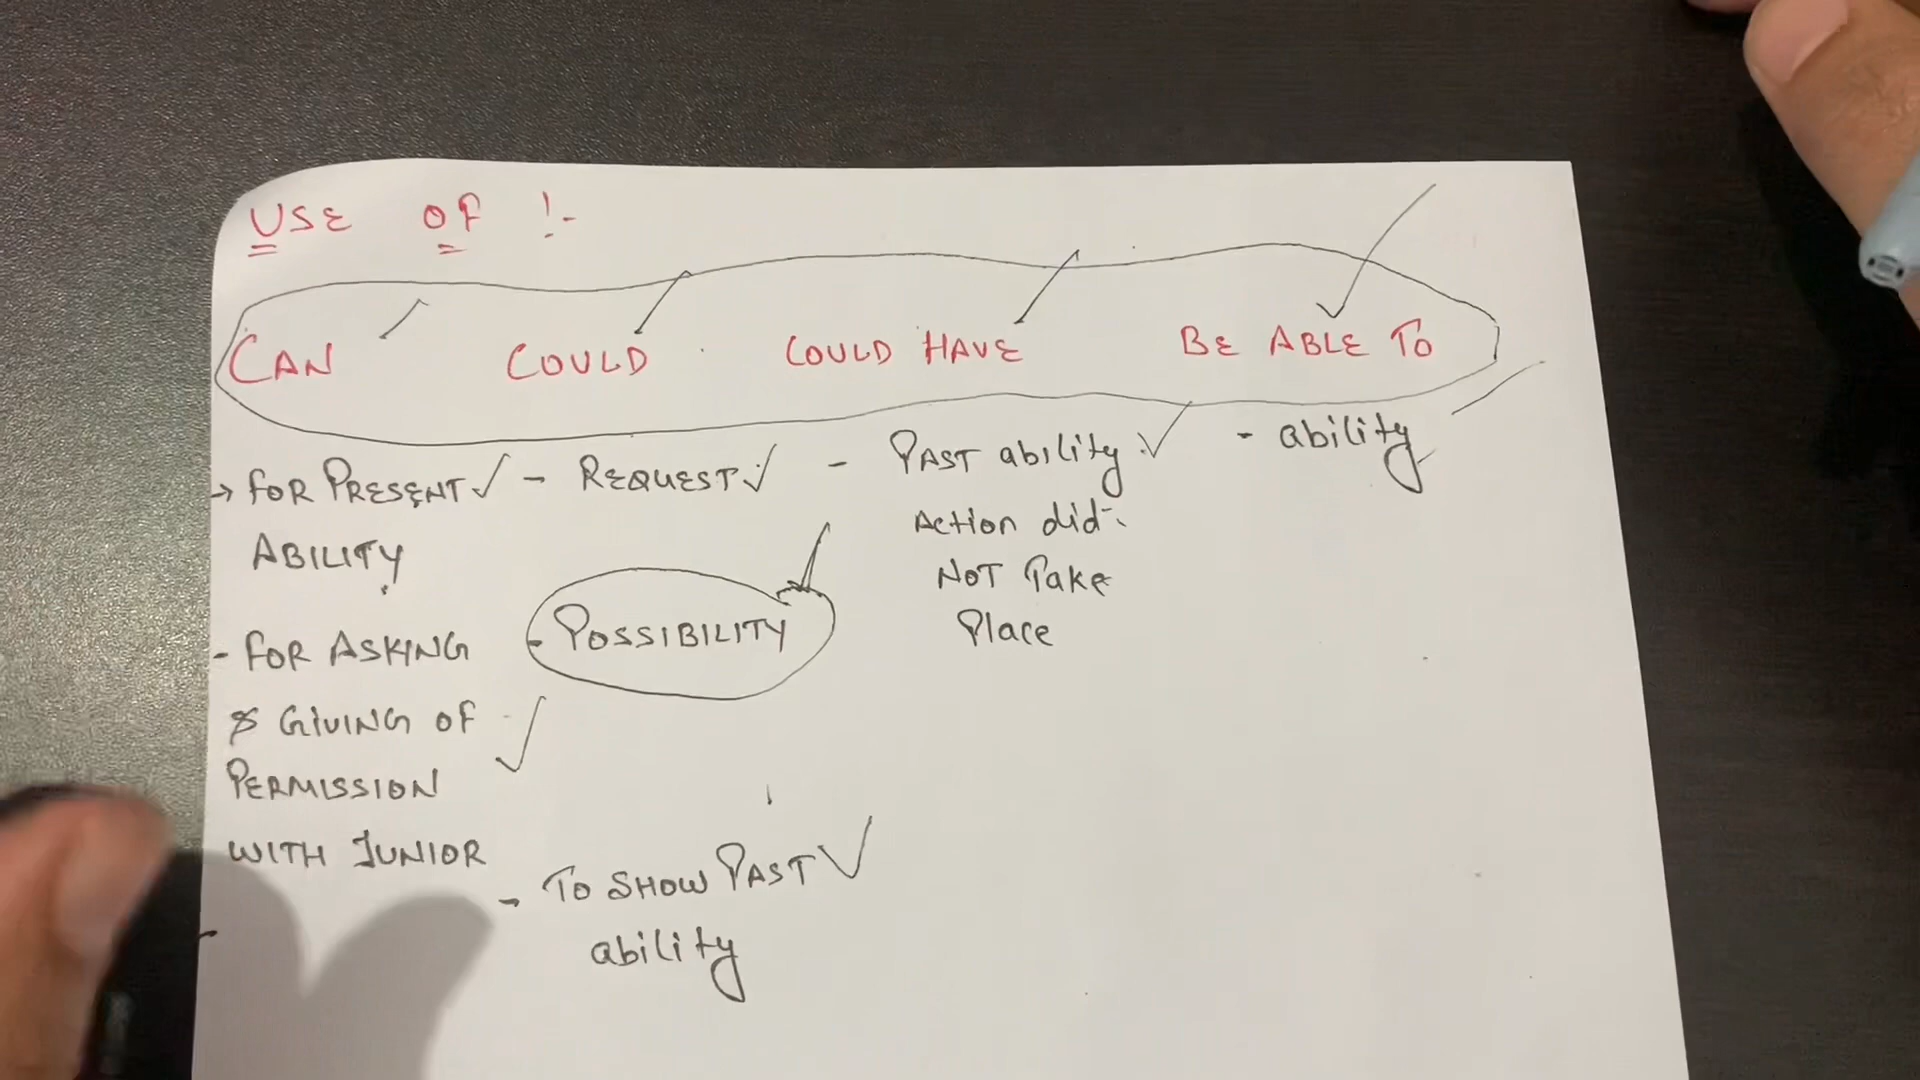 USE OF :-
CAN COULD COULD HAVE BE ABLE TO
→ FOR PRESENT
ABILITY
- FOR ASKING
& GIVING OF
PERMISSION
WITH JUNIOR
-
- REQUEST
- POSSIBILITY
- TO SHOW PAST
ability
- PAST ability
Action did
NOT Take
Place
- ability